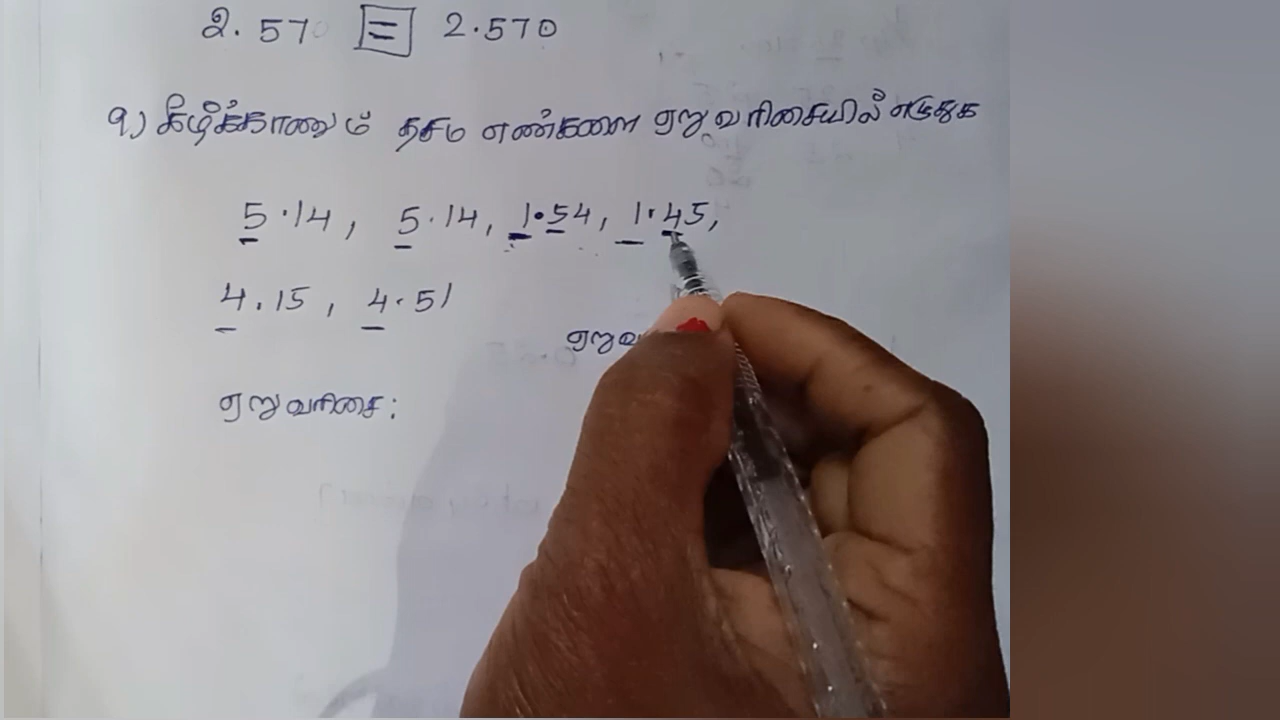 2.570 = 2.570
9) கீழ்க்காணும் தசம எண்களை ஏறுவரிசையில் எழுதுக
5.14, 5.14, 1.54, 1.45,
4.15, 4.51
ஏறுவரிசை: